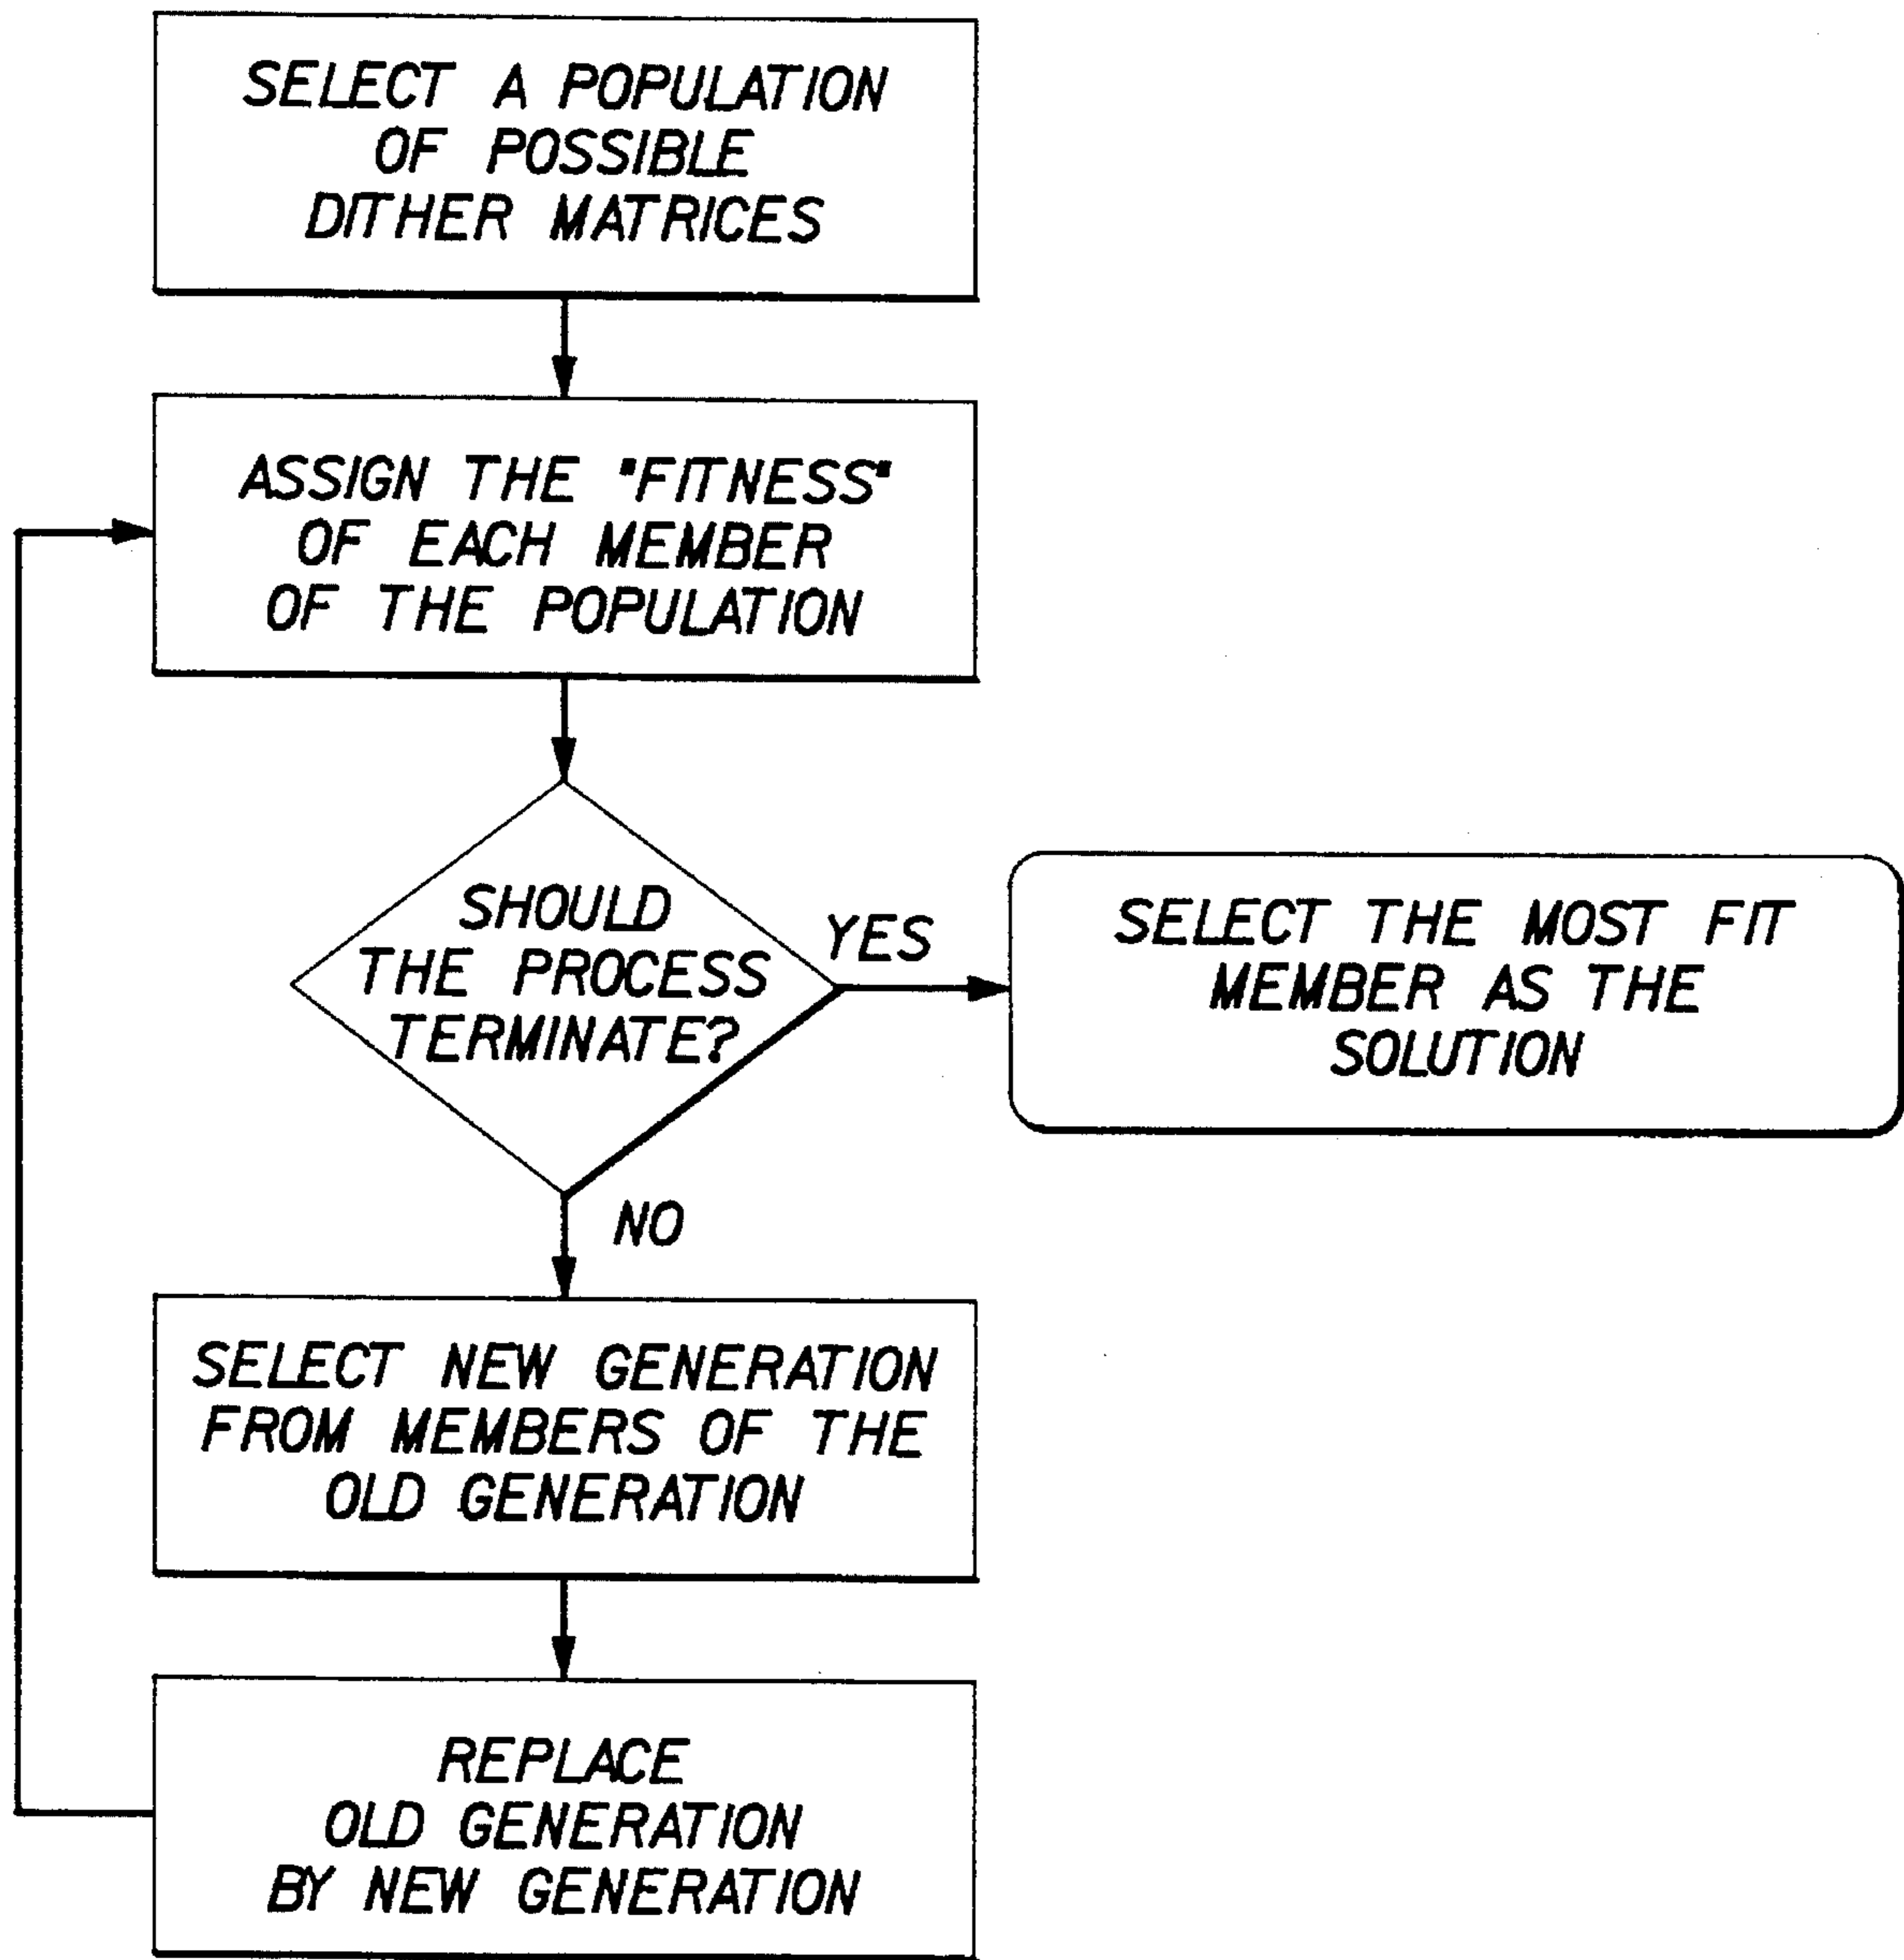 SELECT A POPULATION
OF POSSIBLE
DITHER MATRICES
ASSIGN THE "FITNESS"
OF EACH MEMBER
OF THE POPULATION
SHOULD
THE PROCESS
TERMINATE?
YES
SELECT THE MOST FIT
MEMBER AS THE
SOLUTION
NO
SELECT NEW GENERATION
FROM MEMBERS OF THE
OLD GENERATION
REPLACE
OLD GENERATION
BY NEW GENERATION